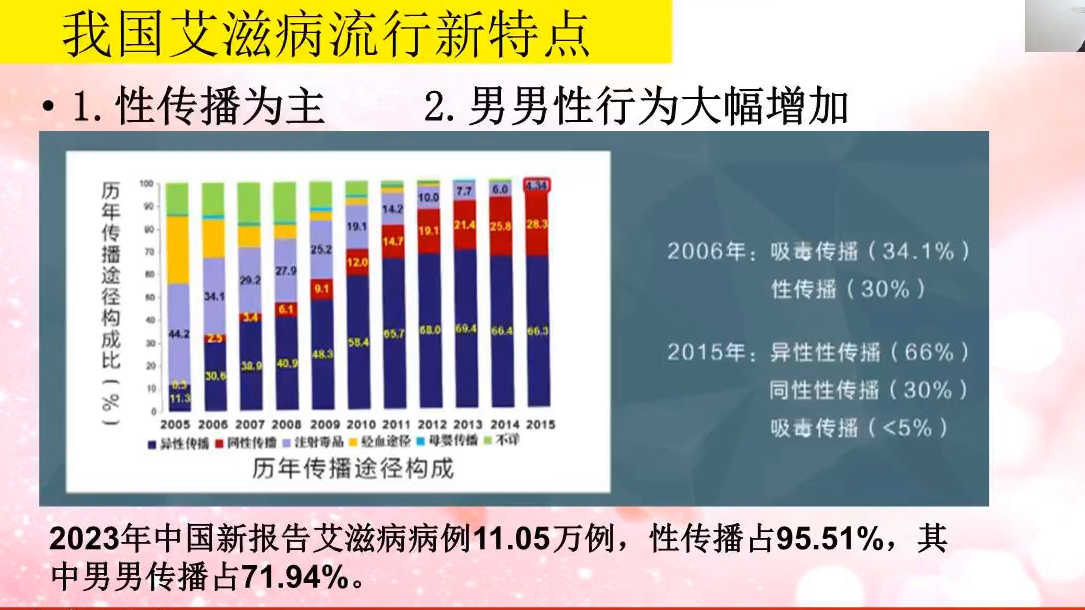 我国艾滋病流行新特点
• 1. 性传播为主 2. 男男性行为大幅增加
历年传播途径构成比（%）
100
90
80
70
60
50
40
30
20
10
0
44.2 0.3 11.3
34.1 2.5 30.6
29.2 3.4 38.9
27.9 6.1 40.9
25.2 9.1 48.3
19.1 12.0 58.4
14.2 14.7 65.7
10.0 19.1 68.0
7.7 21.4 69.4
6.0 25.8 66.4
4.34 28.3 66.3
2005 2006 2007 2008 2009 2010 2011 2012 2013 2014 2015
异性传播 同性传播 注射毒品 经血途径 母婴传播 不详
历年传播途径构成
2006年：吸毒传播（34.1%）
性传播（30%）
2015年：异性性传播（66%）
同性性传播（30%）
吸毒传播（<5%）
2023年中国新报告艾滋病病例11.05万例，性传播占95.51%，其
中男男传播占71.94%。